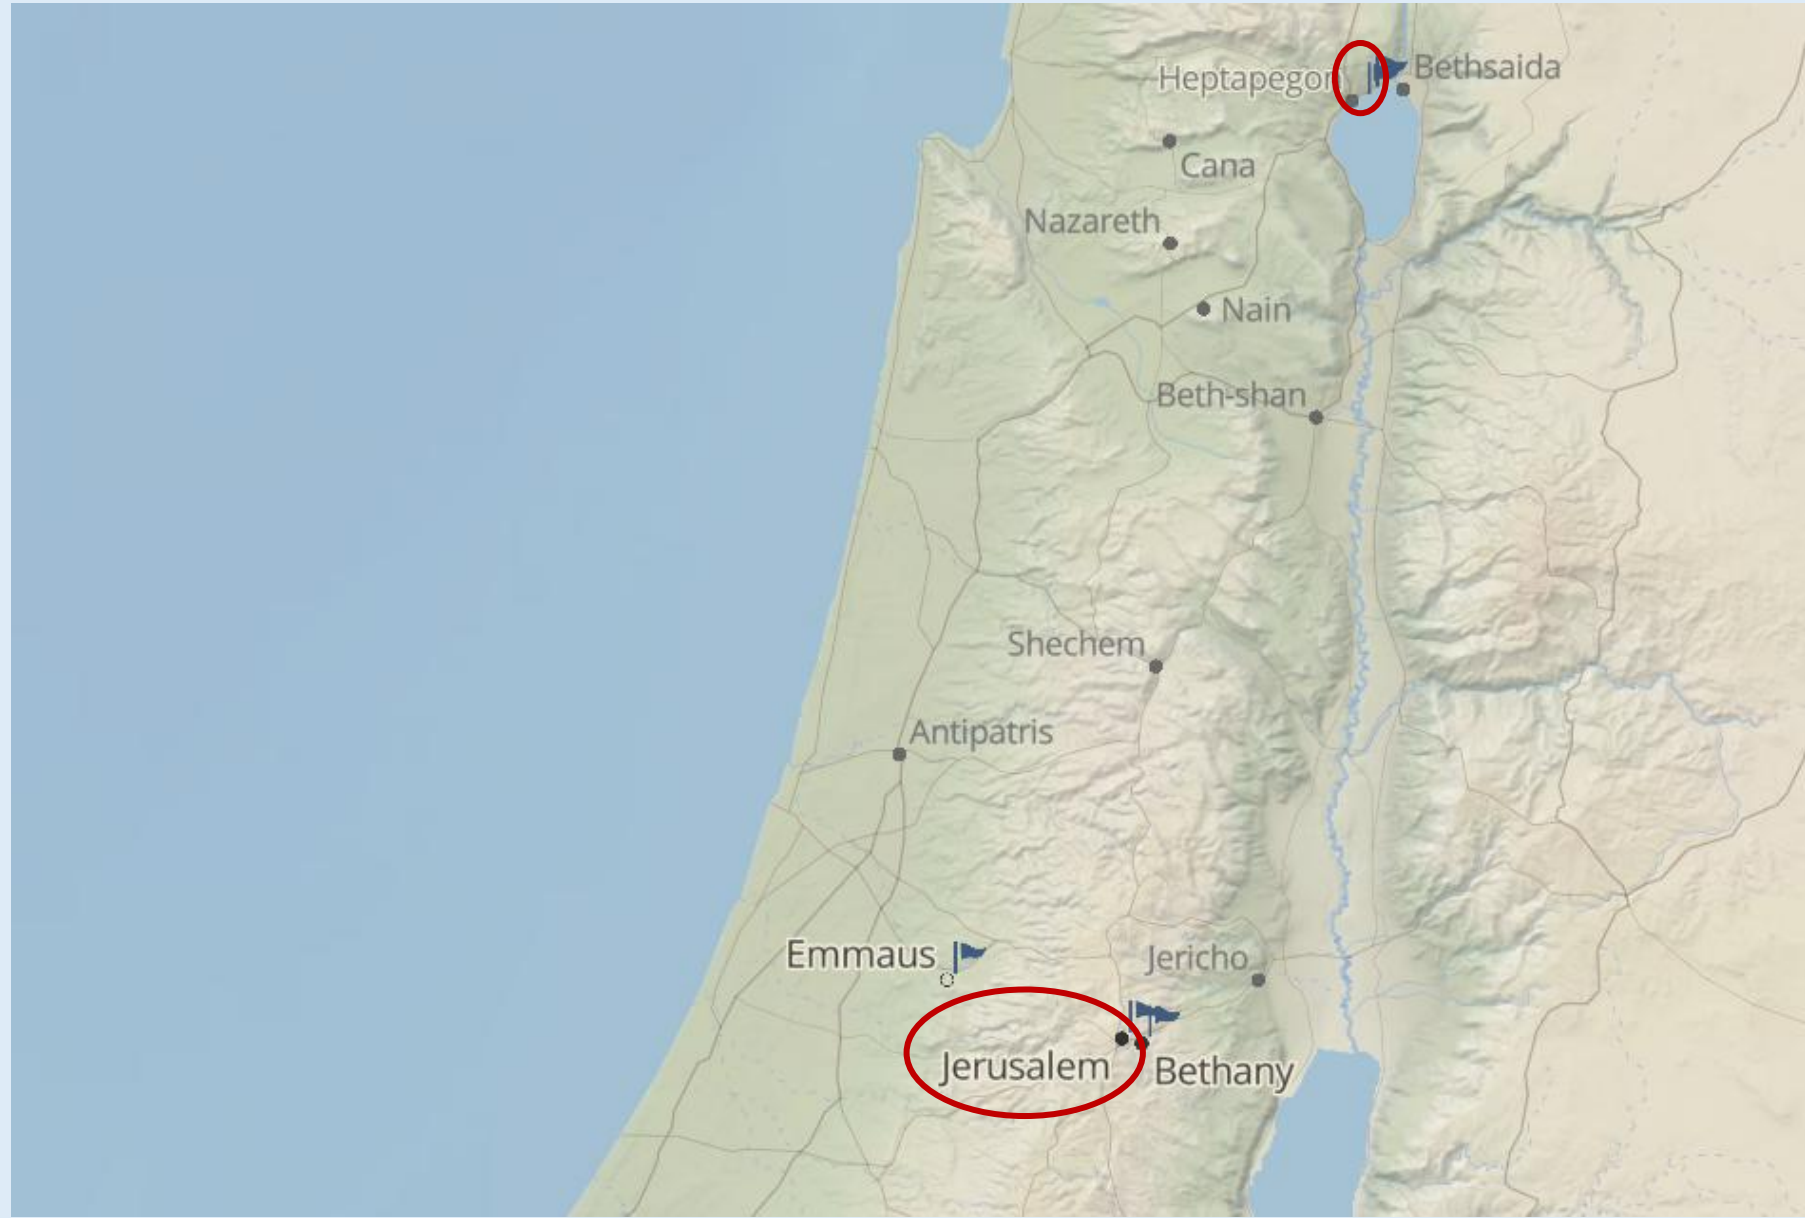 Bethsaida
Heptapegon
Cana
Nazareth
Nain
Beth-shan
Shechem
Antipatris
Emmaus
Jericho
Jerusalem
Bethany